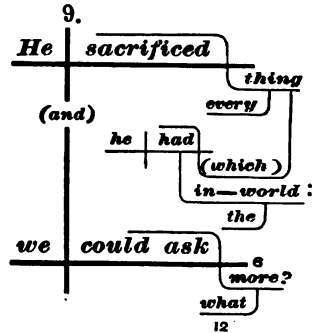 9.
He sacrificed
thing
every
(and)
he had
(which)
in—world:
the
we could ask
e
more?
what
12